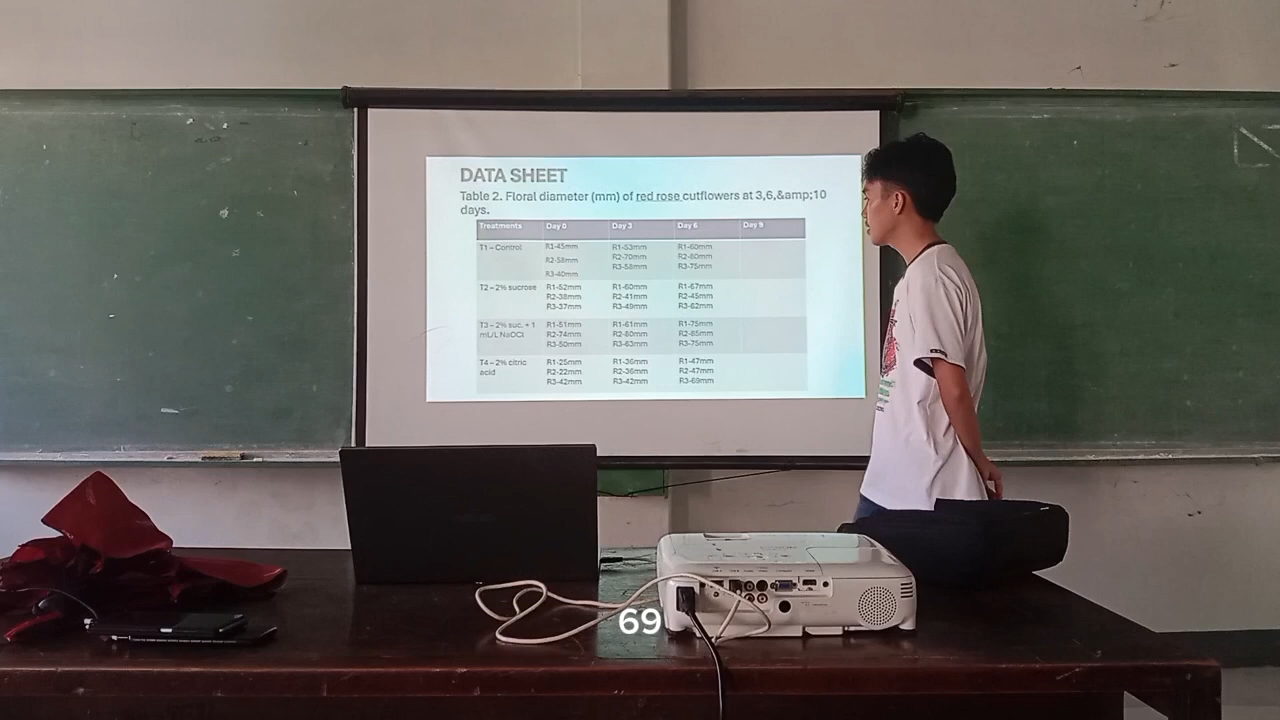 DATA SHEET
Table 2. Floral diameter (mm) of red rose cutflowers at 3,6,&amp;10
days.
Treatments Day 0 Day 3 Day 6 Day 9
T1 – Control R1-45mm R1-53mm R1-60mm
R2-58mm R2-70mm R2-80mm
R3-40mm R3-58mm R3-75mm
T2 – 2% sucrose R1-52mm R1-60mm R1-67mm
R2-38mm R2-41mm R2-45mm
R3-37mm R3-49mm R3-62mm
T3 – 2% suc. + 1 R1-51mm R1-61mm R1-75mm
mL/L NaOCl R2-74mm R2-80mm R2-85mm
R3-50mm R3-63mm R3-75mm
T4 – 2% citric R1-25mm R1-36mm R1-47mm
acid R2-22mm R2-36mm R2-47mm
R3-42mm R3-42mm R3-69mm
69